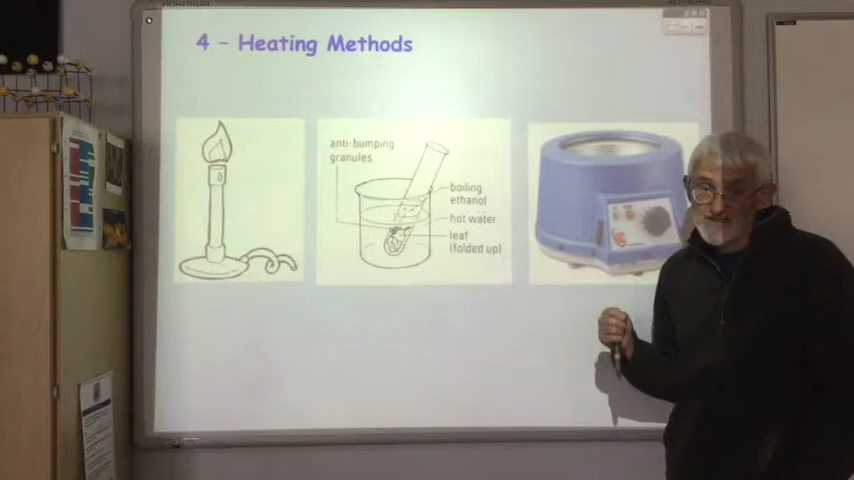 4 - Heating Methods
anti-bumping
granules
boiling
ethanol
hot water
leaf
(folded up)